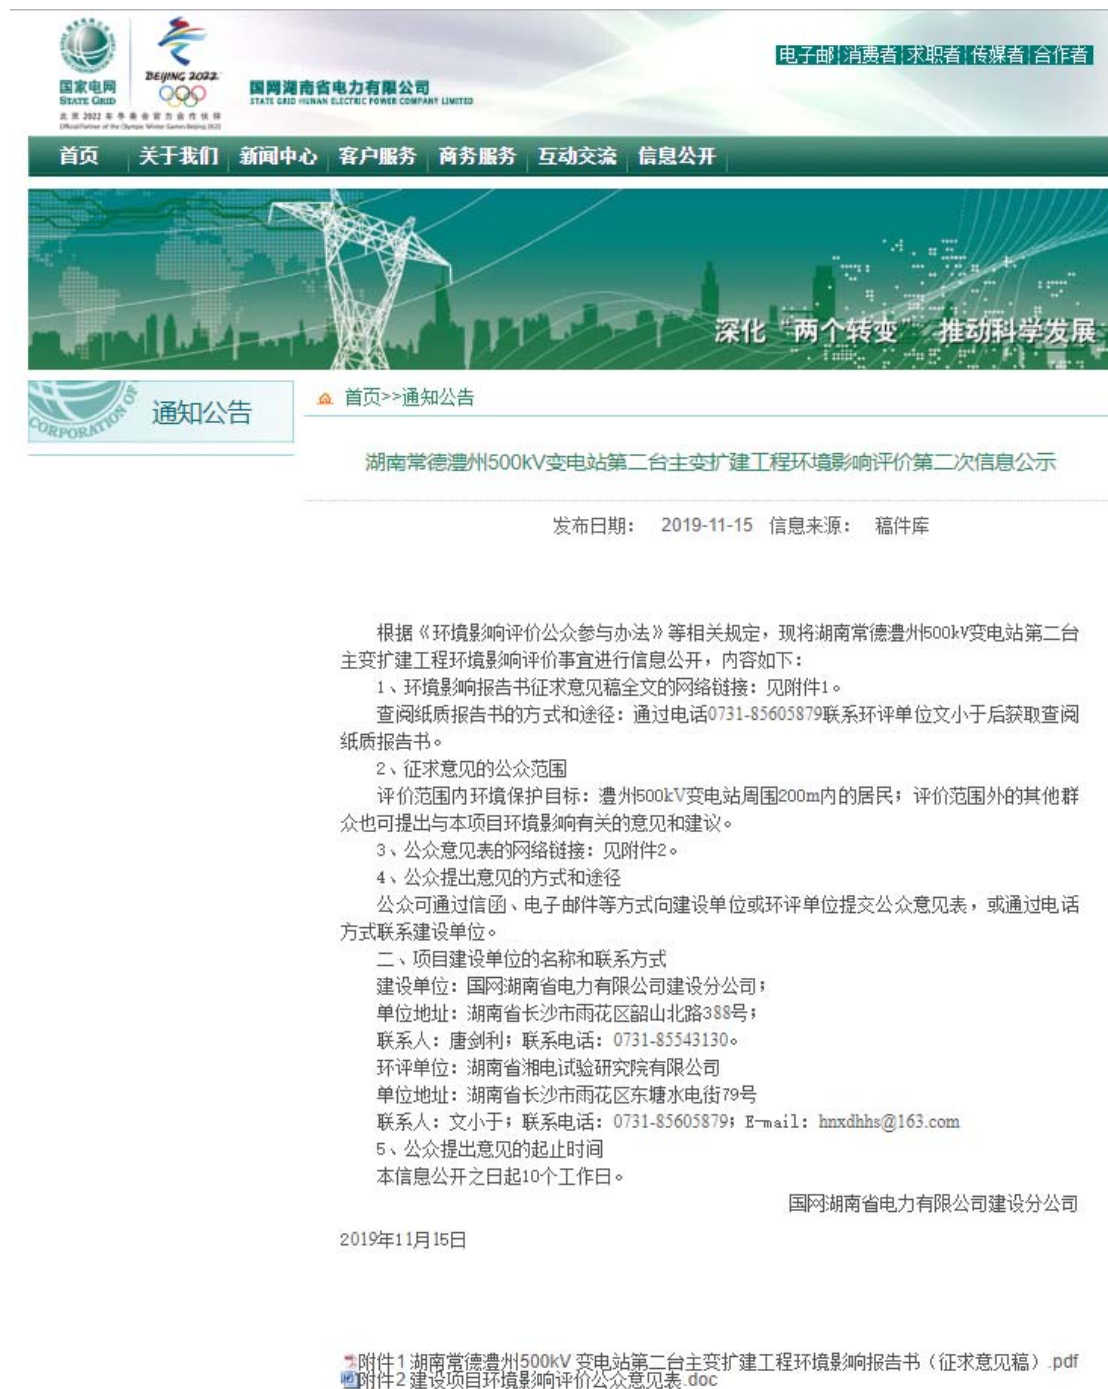 电子邮 消费者 求职者 传媒者 合作者
国家电网
STATE GRID
BEIJING 2022
国网湖南省电力有限公司
STATE GRID HUNAN ELECTRIC POWER COMPANY LIMITED
北京2022年冬奥会官方合作伙伴
Official Partner of the Olympic Winter Games Beijing 2022
首页 关于我们 新闻中心 客户服务 商务服务 互动交流 信息公开
深化“两个转变” 推动科学发展
CORPORATION OF
通知公告
首页>>通知公告
湖南常德澧州500kV变电站第二台主变扩建工程环境影响评价第二次信息公示
发布日期： 2019-11-15 信息来源： 稿件库
根据《环境影响评价公众参与办法》等相关规定，现将湖南常德澧州500kV变电站第二台
主变扩建工程环境影响评价事宜进行信息公开，内容如下：
1、环境影响报告书征求意见稿全文的网络链接：见附件1。
查阅纸质报告书的方式和途径：通过电话0731-85605879联系环评单位文小于后获取查阅
纸质报告书。
2、征求意见的公众范围
评价范围内环境保护目标：澧州500kV变电站周围200m内的居民；评价范围外的其他群
众也可提出与本项目环境影响有关的意见和建议。
3、公众意见表的网络链接：见附件2。
4、公众提出意见的方式和途径
公众可通过信函、电子邮件等方式向建设单位或环评单位提交公众意见表，或通过电话
方式联系建设单位。
二、项目建设单位的名称和联系方式
建设单位：国网湖南省电力有限公司建设分公司；
单位地址：湖南省长沙市雨花区韶山北路388号；
联系人：唐剑利；联系电话：0731-85543130。
环评单位：湖南省湘电试验研究院有限公司
单位地址：湖南省长沙市雨花区东塘水电街79号
联系人：文小于；联系电话：0731-85605879；E-mail：hnxdhhs@163.com
5、公众提出意见的起止时间
本信息公开之日起10个工作日。
国网湖南省电力有限公司建设分公司
2019年11月15日
附件1 湖南常德澧州500kV 变电站第二台主变扩建工程环境影响报告书（征求意见稿）.pdf
附件2 建设项目环境影响评价公众意见表.doc